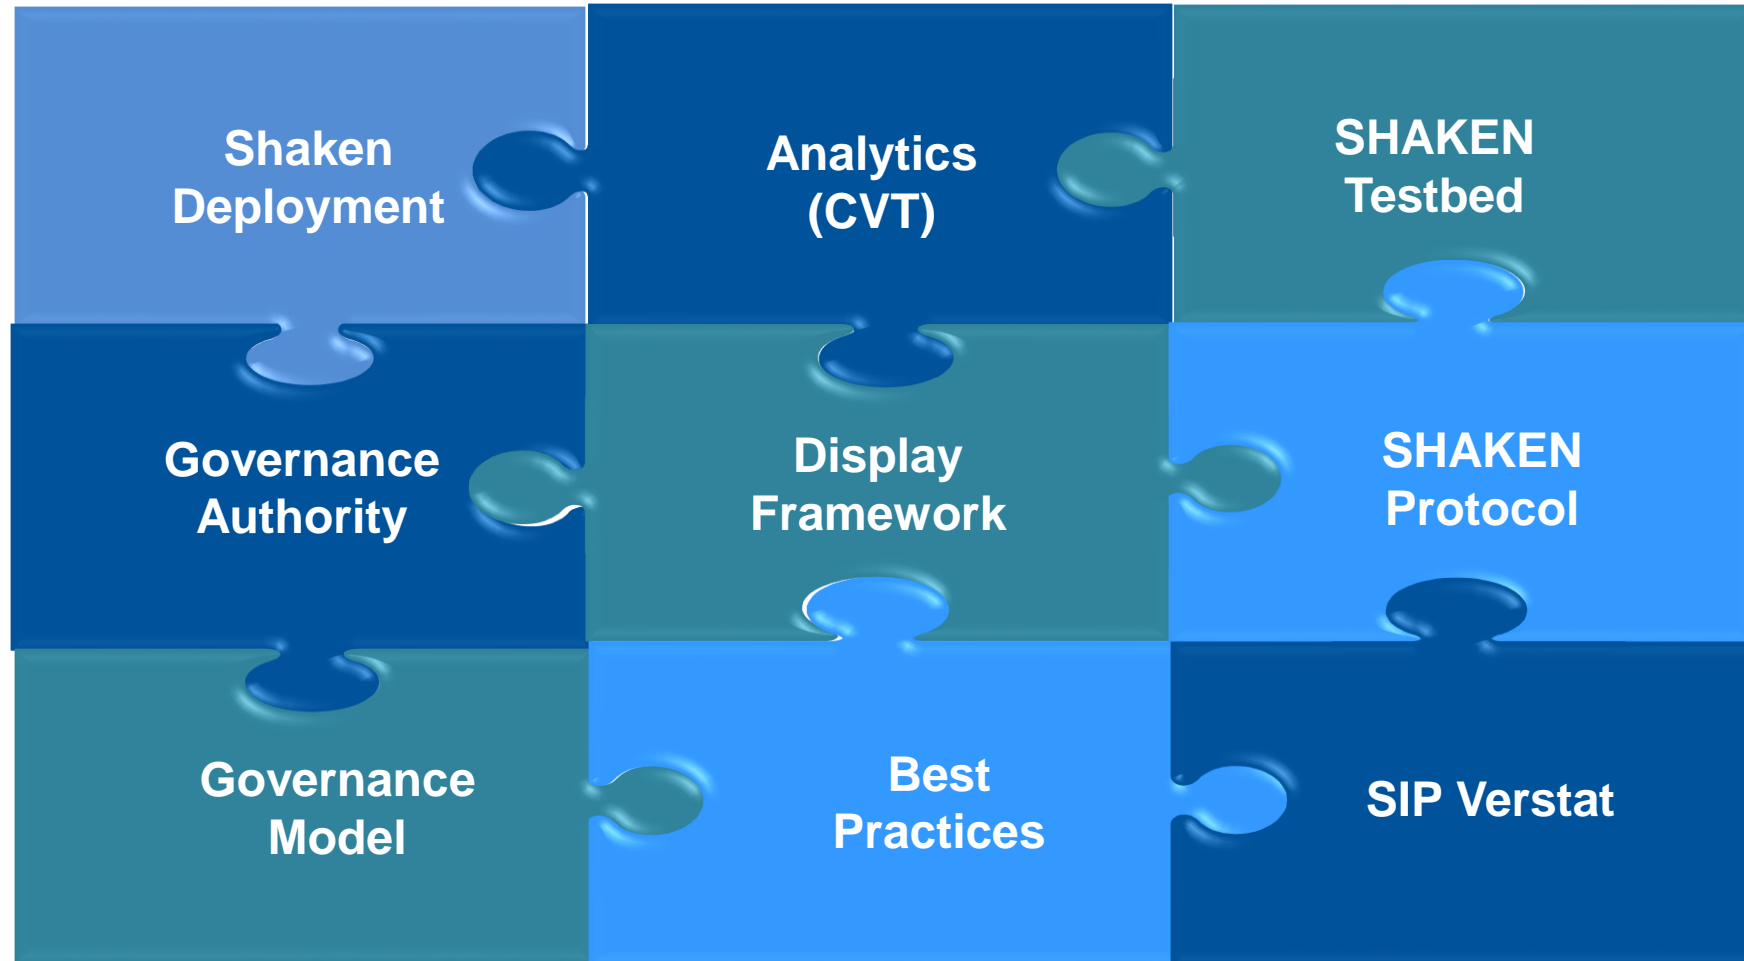 Shaken
Deployment
Analytics
(CVT)
SHAKEN
Testbed
Governance
Authority
Display
Framework
SHAKEN
Protocol
Governance
Model
Best
Practices
SIP Verstat